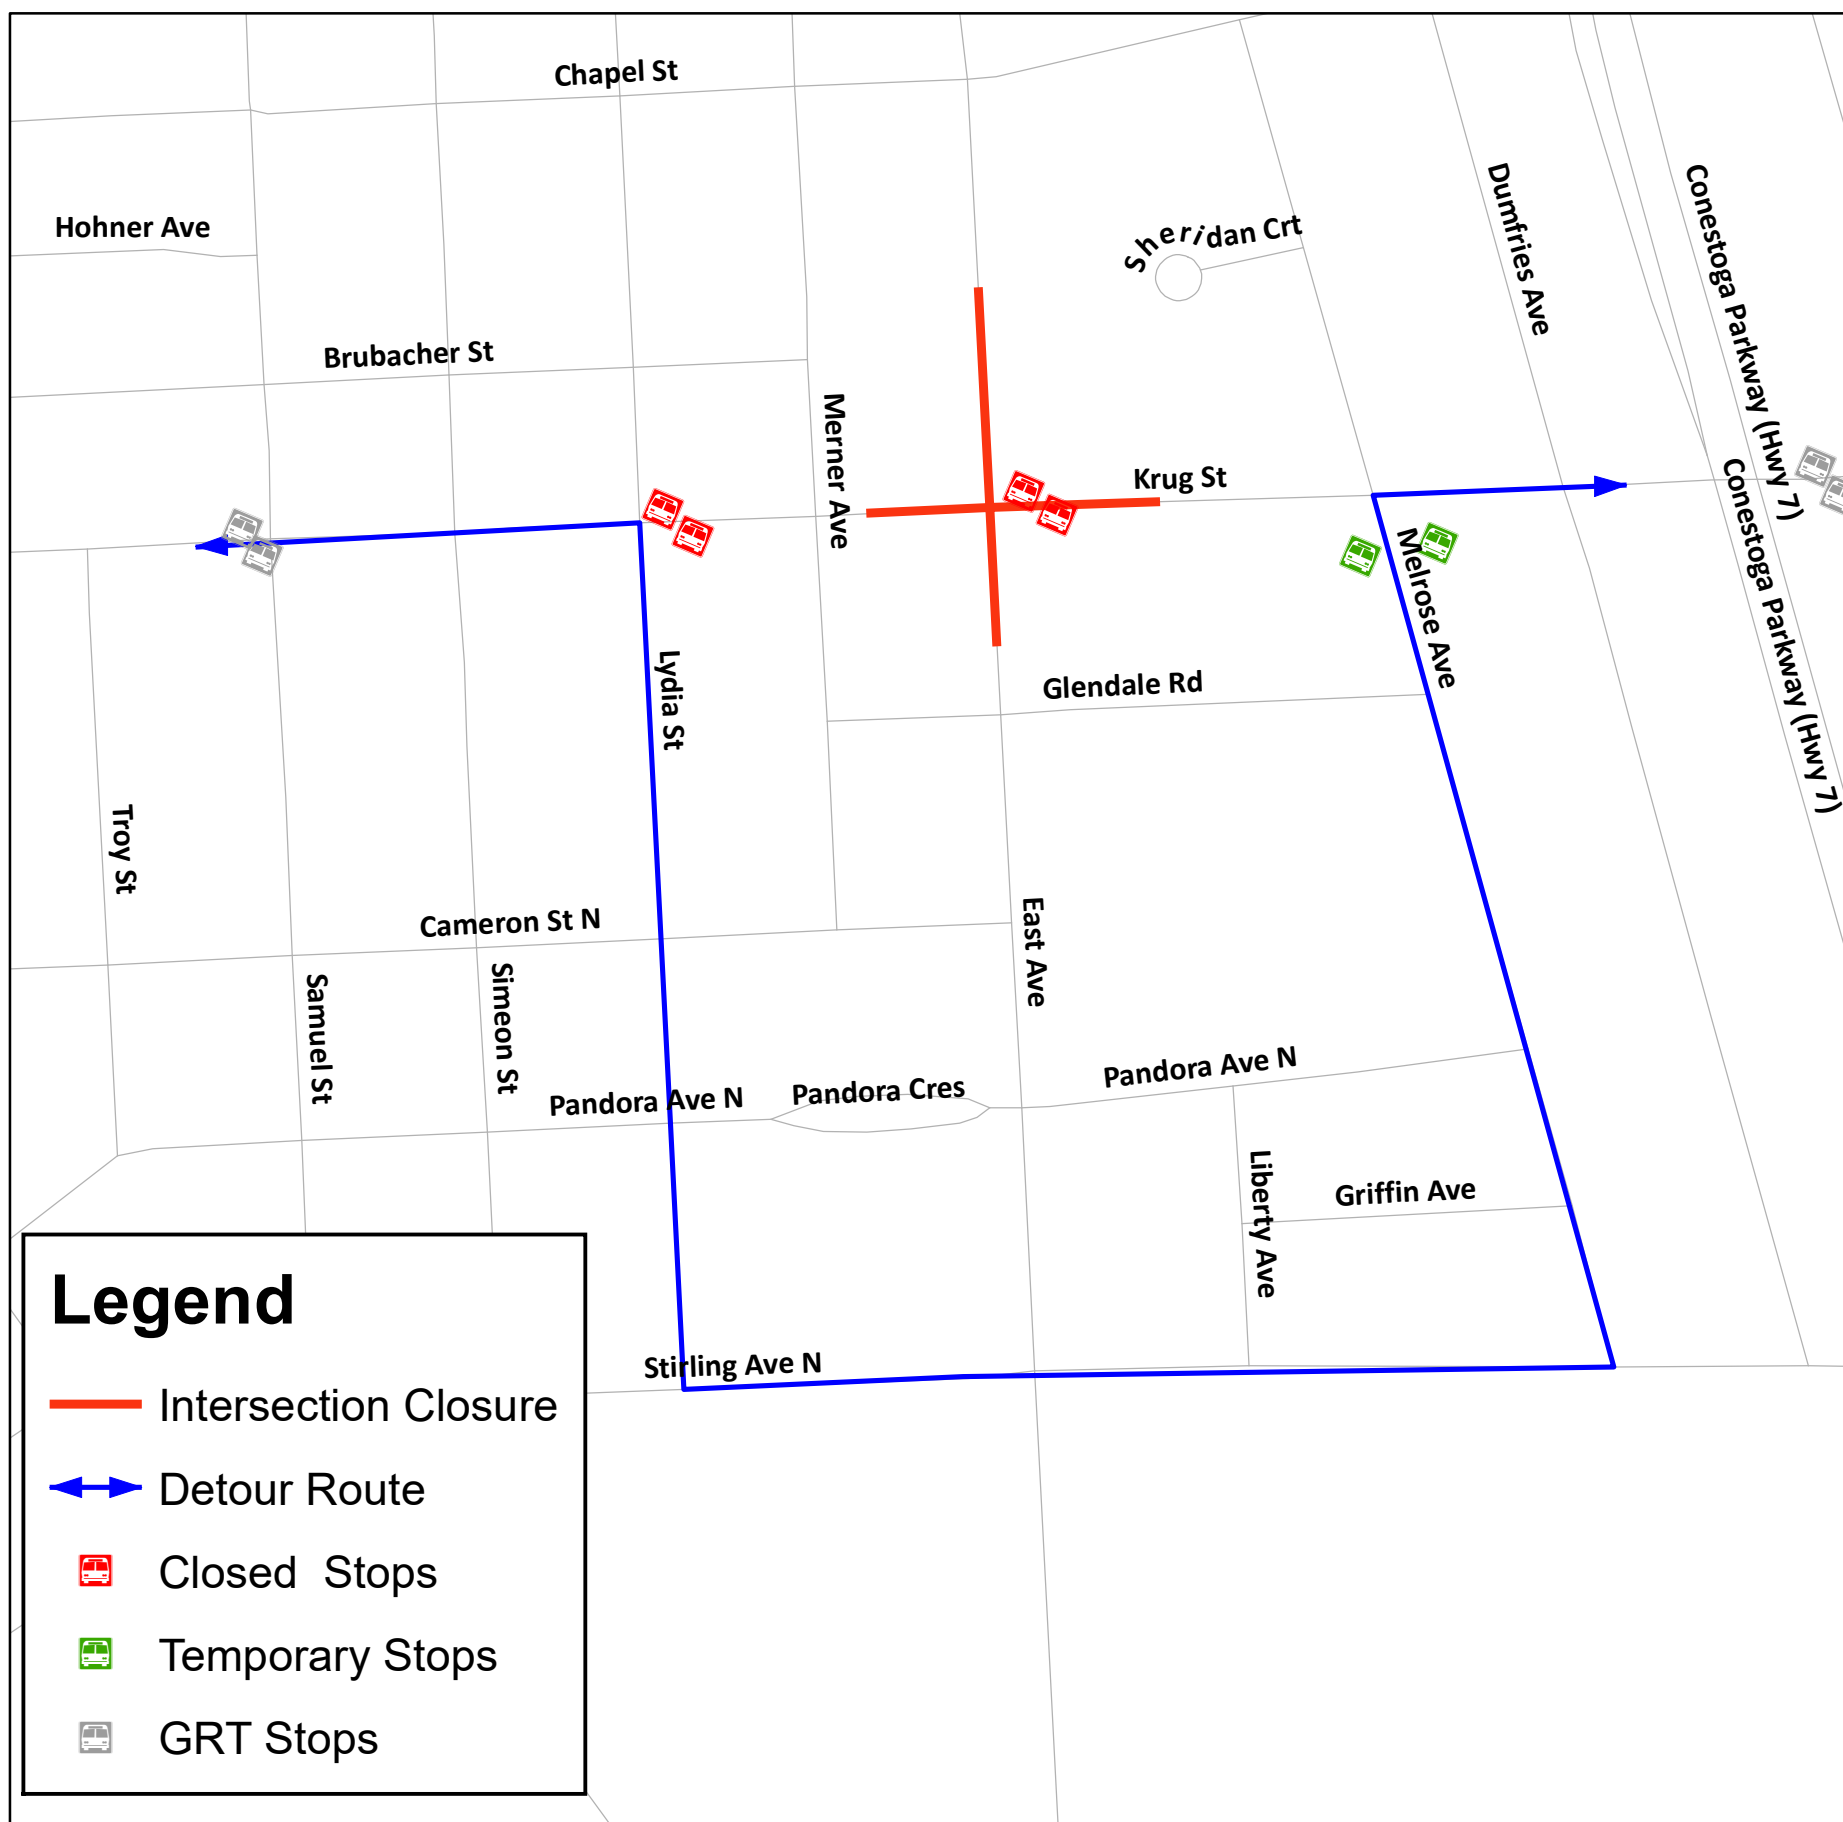 Chapel St
Hohner Ave
Sheridan Crt
Dumfries Ave
Conestoga Parkway (Hwy 7)
Brubacher St
Merner Ave
Krug St
Conestoga Parkway (Hwy 7)
Melrose Ave
Lydia St
Glendale Rd
Troy St
Cameron St N
East Ave
Samuel St
Simeon St
Pandora Ave N
Pandora Cres
Pandora Ave N
Liberty Ave
Griffin Ave
Stirling Ave N
Legend
Intersection Closure
Detour Route
Closed  Stops
Temporary Stops
GRT Stops